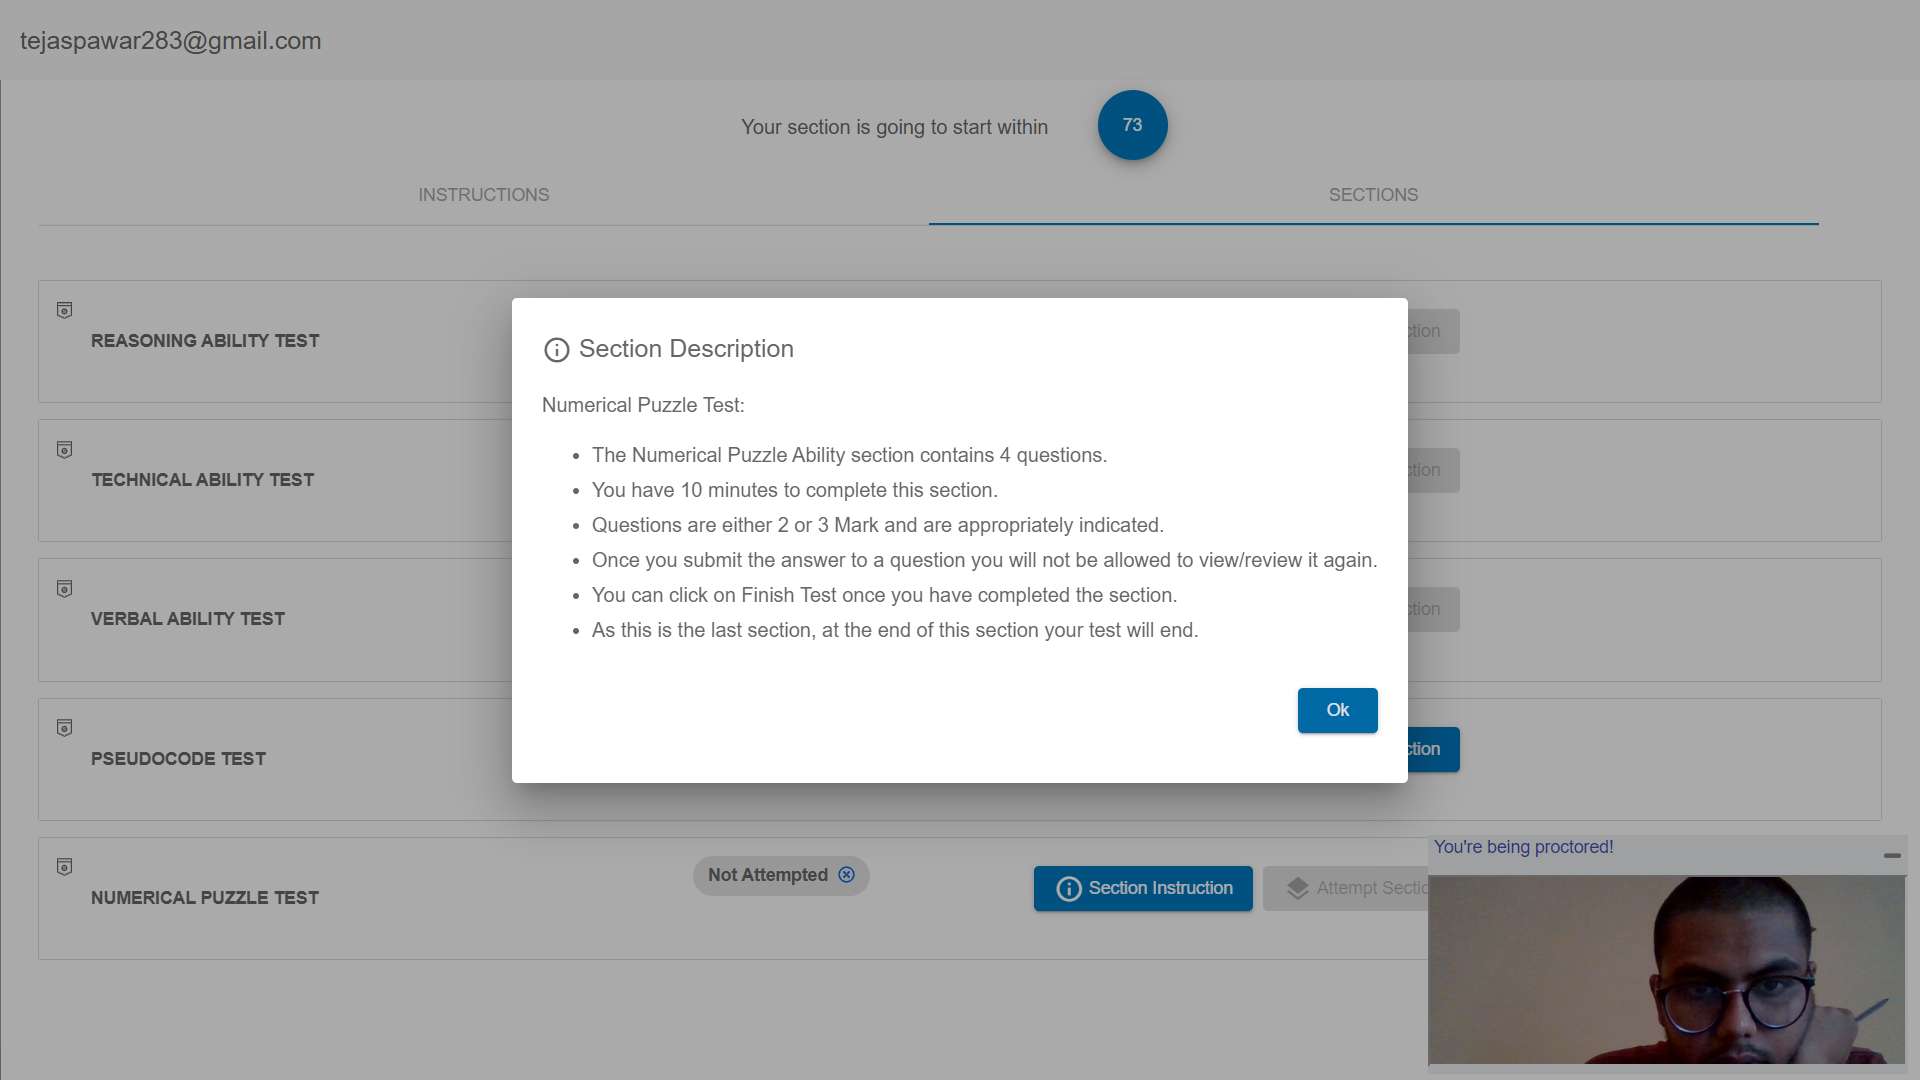 tejaspawar283@gmail.com
Your section is going to start within
73
INSTRUCTIONS
SECTIONS
REASONING ABILITY TEST
ction
TECHNICAL ABILITY TEST
ction
VERBAL ABILITY TEST
ction
PSEUDOCODE TEST
ction
NUMERICAL PUZZLE TEST
Not Attempted
Section Instruction
Attempt Sectio
Section Description
Numerical Puzzle Test:
The Numerical Puzzle Ability section contains 4 questions.
You have 10 minutes to complete this section.
Questions are either 2 or 3 Mark and are appropriately indicated.
Once you submit the answer to a question you will not be allowed to view/review it again.
You can click on Finish Test once you have completed the section.
As this is the last section, at the end of this section your test will end.
Ok
You're being proctored!